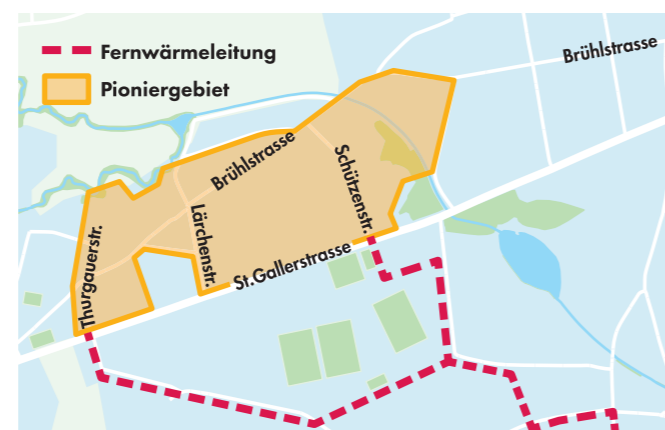 Fernwärmeleitung
Pioniergebiet
Brühlstrasse
Brühlstrasse
Schützenstr.
Lärchenstr.
Thurgauerstr.
St.Gallerstrasse